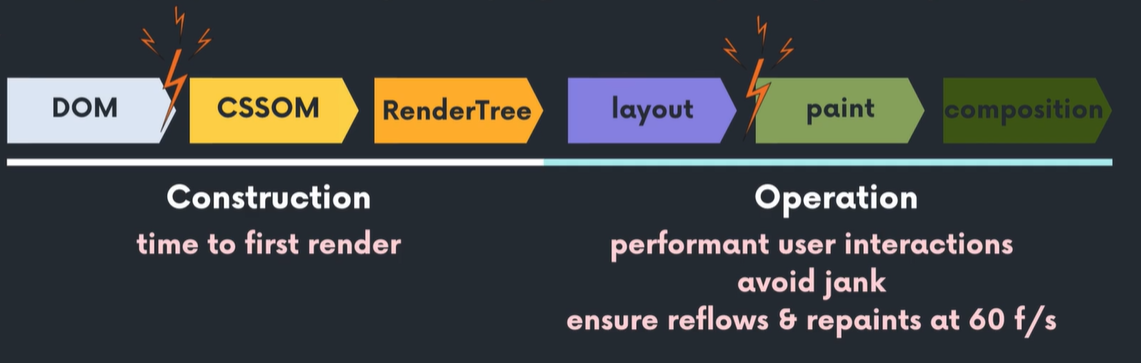 DOM
CSSOM
RenderTree
layout
paint
composition
Construction
time to first render
Operation
performant user interactions
avoid jank
ensure reflows & repaints at 60 f/s